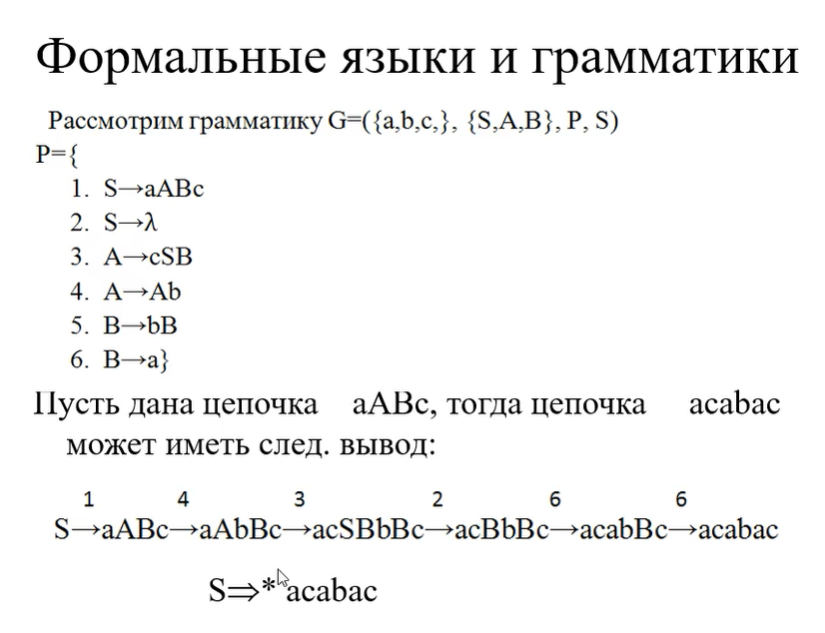 Формальные языки и грамматики
Рассмотрим грамматику G=({a,b,c,}, {S,A,B}, P, S)
P={
1. S→aABc
2. S→λ
3. A→cSB
4. A→Ab
5. B→bB
6. B→a}
Пусть дана цепочка aABc, тогда цепочка acabac
может иметь след. вывод:
1 4 3 2 6 6
S→aABc→aAbBc→acSBbBc→acBbBc→acabBc→acabac
S⇒*acabac